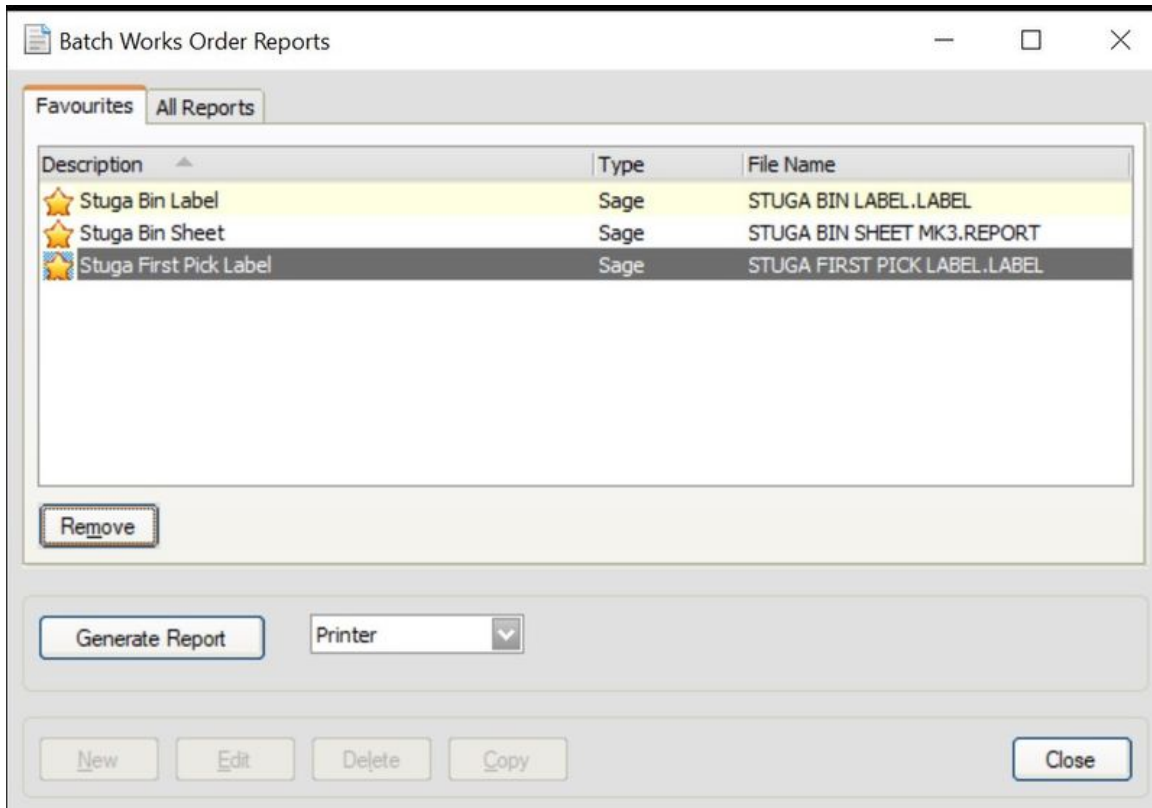 Batch Works Order Reports
Favourites All Reports
Description Type File Name
Stuga Bin Label Sage STUGA BIN LABEL.LABEL
Stuga Bin Sheet Sage STUGA BIN SHEET MK3.REPORT
Stuga First Pick Label Sage STUGA FIRST PICK LABEL.LABEL
Remove
Generate Report Printer
New Edit Delete Copy Close